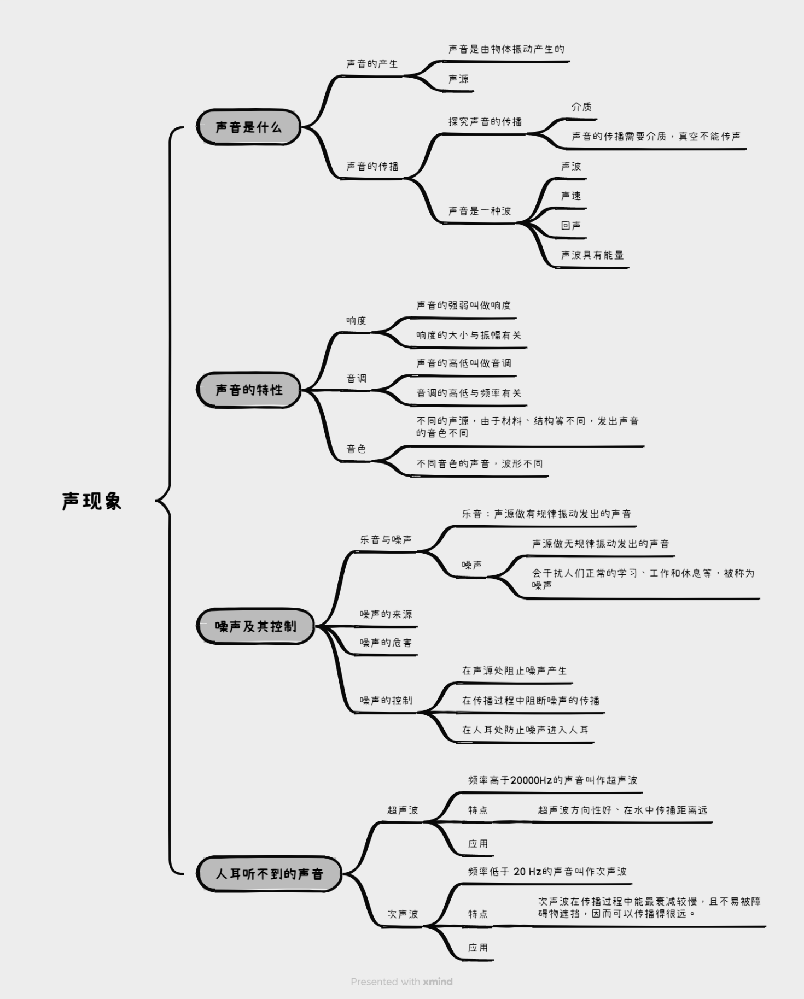 声现象
声音是什么
声音的产生
声音是由物体振动产生的
声源
声音的传播
探究声音的传播
介质
声音的传播需要介质，真空不能传声
声音是一种波
声波
声速
回声
声波具有能量
声音的特性
响度
声音的强弱叫做响度
响度的大小与振幅有关
音调
声音的高低叫做音调
音调的高低与频率有关
音色
不同的声源，由于材料、结构等不同，发出声音
的音色不同
不同音色的声音，波形不同
噪声及其控制
乐音与噪声
乐音：声源做有规律振动发出的声音
噪声
声源做无规律振动发出的声音
会干扰人们正常的学习、工作和休息等，被称为
噪声
噪声的来源
噪声的危害
噪声的控制
在声源处阻止噪声产生
在传播过程中阻断噪声的传播
在人耳处防止噪声进入人耳
人耳听不到的声音
超声波
频率高于20000Hz的声音叫作超声波
特点
超声波方向性好、在水中传播距离远
应用
次声波
频率低于 20 Hz的声音叫作次声波
特点
次声波在传播过程中能最衰减较慢，且不易被障
碍物遮挡，因而可以传播得很远。
应用
Presented with xmind